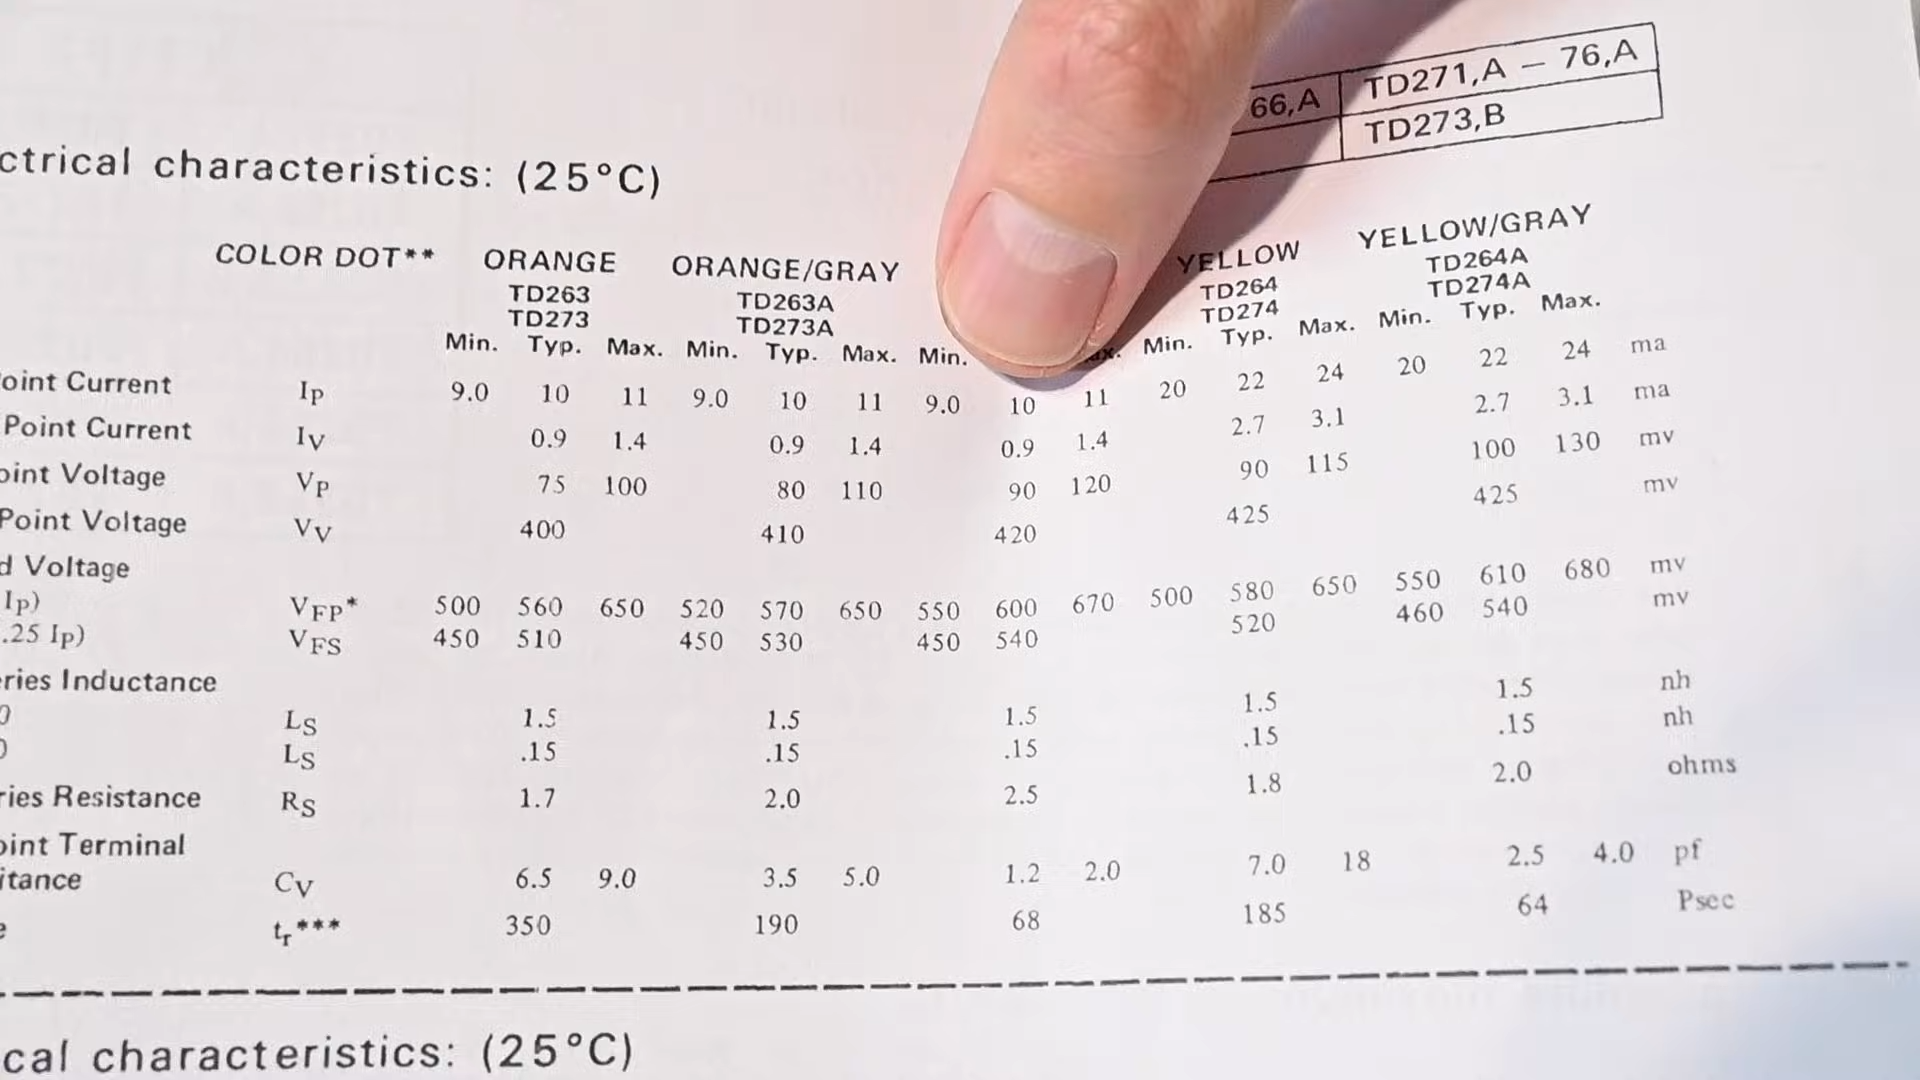 66,A TD271,A – 76,A
TD273,B
ctrical characteristics: (25°C)
COLOR DOT** ORANGE ORANGE/GRAY YELLOW YELLOW/GRAY
TD263 TD263A TD264 TD264A
TD273 TD273A TD274 TD274A
Min. Typ. Max. Min. Typ. Max. Min. ax. Min. Typ. Max. Min. Typ. Max.
oint Current Ip 9.0 10 11 9.0 10 11 9.0 10 11 20 22 24 20 22 24 ma
Point Current IV 0.9 1.4 0.9 1.4 0.9 1.4 2.7 3.1 2.7 3.1 ma
oint Voltage VP 75 100 80 110 90 120 90 115 100 130 mv
Point Voltage VV 400 410 420 425 425 mv
d Voltage
Ip) VFP* 500 560 650 520 570 650 550 600 670 500 580 650 550 610 680 mv
.25 Ip) VFS 450 510 450 530 450 540 520 460 540 mv
ries Inductance
0 LS 1.5 1.5 1.5 1.5 1.5 nh
0 LS .15 .15 .15 .15 .15 nh
ries Resistance RS 1.7 2.0 2.5 1.8 2.0 ohms
oint Terminal
itance CV 6.5 9.0 3.5 5.0 1.2 2.0 7.0 18 2.5 4.0 pf
e tr*** 350 190 68 185 64 Psec
cal characteristics: (25°C)